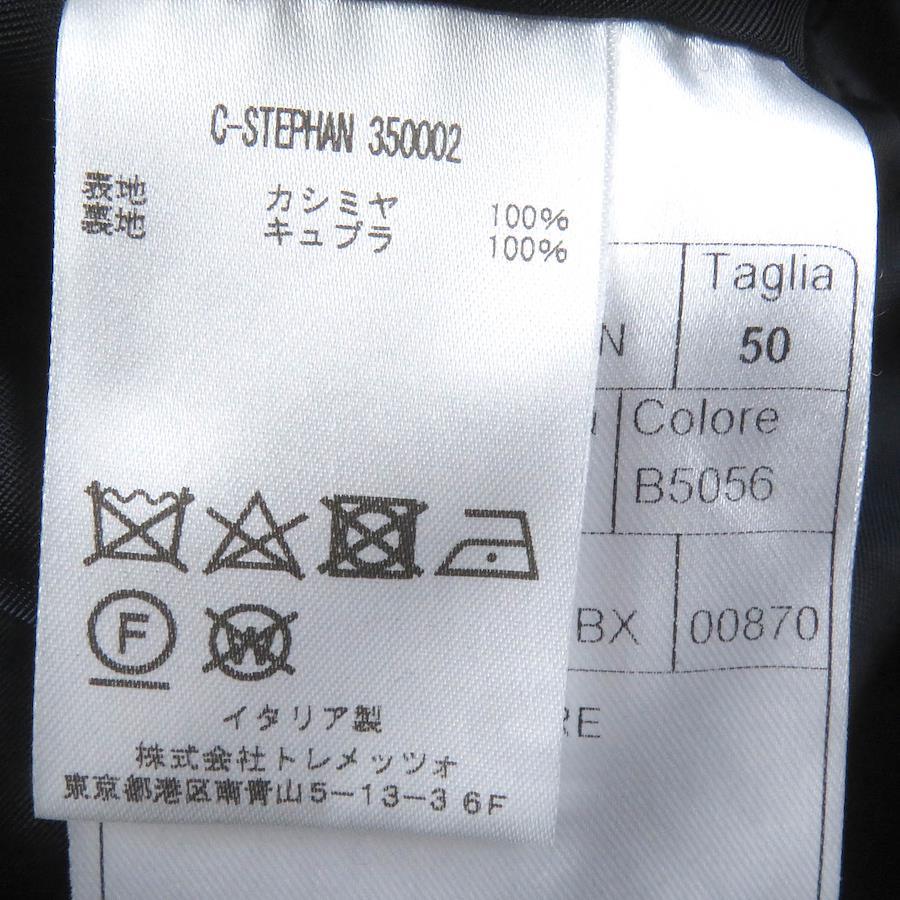 C-STEPHAN 350002
表地 カシミヤ 100%
裏地 キュプラ 100%
F
W
イタリア製
株式会社トレメッツォ
東京都港区南青山5-13-3 6F
Taglia
N 50
Colore
B5056
BX 00870
RE